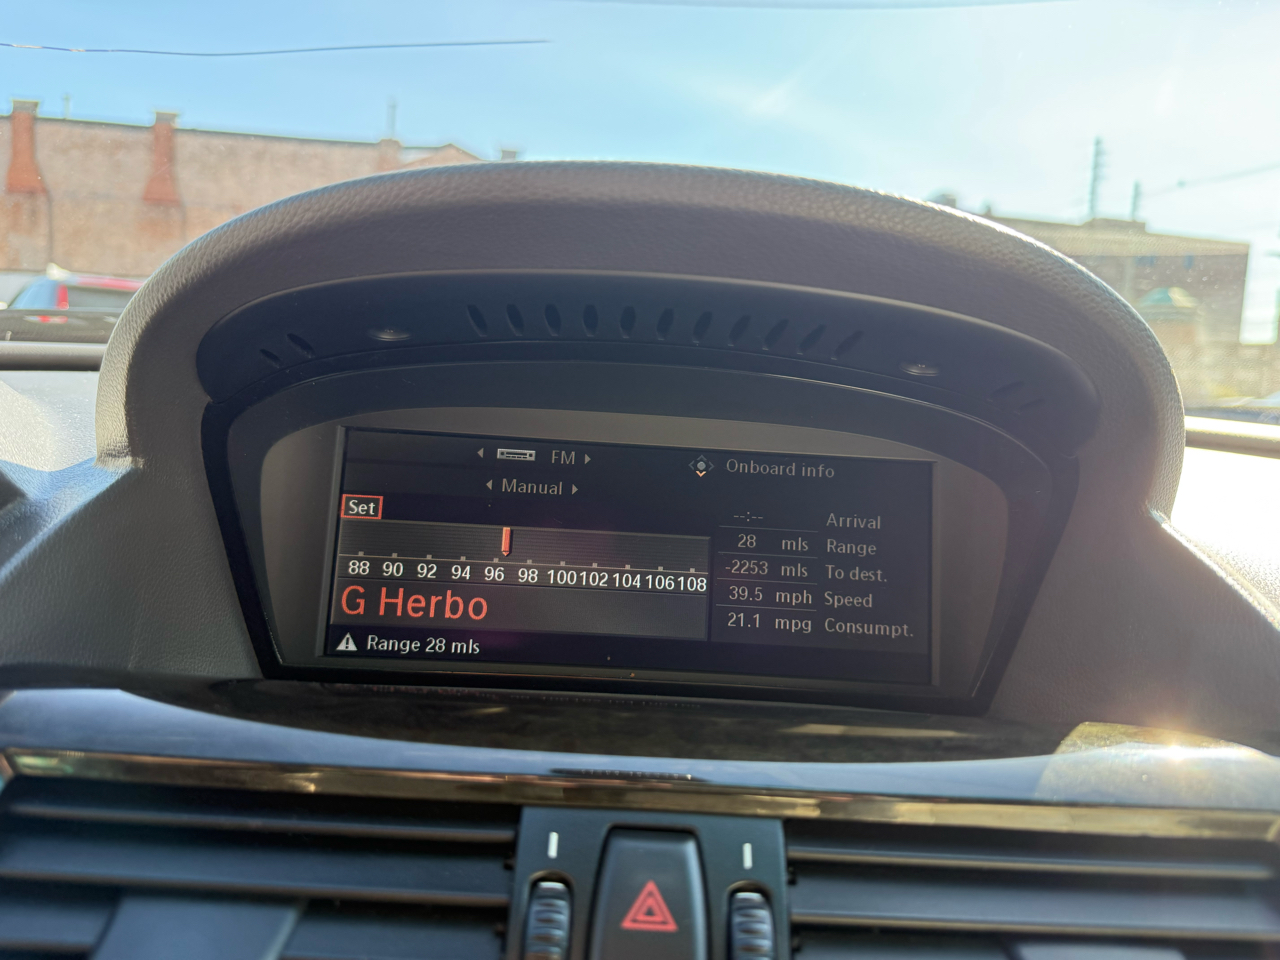 FM
Manual
Set
88 90 92 94 96 98 100 102 104 106 108
G Herbo
Range 28 mls
Onboard info
--:-- Arrival
28 mls Range
-2253 mls To dest.
39.5 mph Speed
21.1 mpg Consumpt.